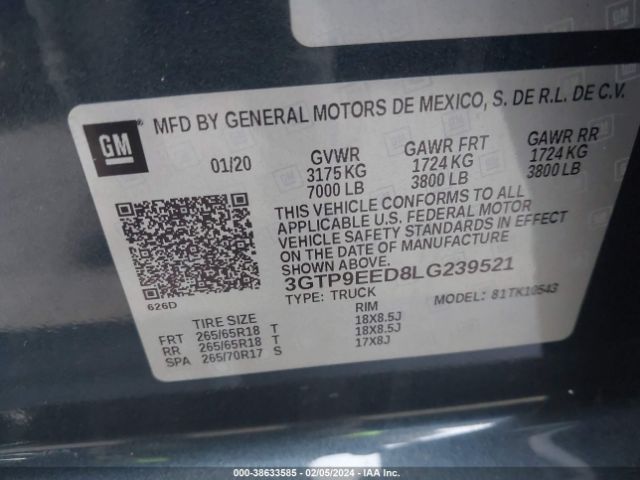 GM
MFD BY GENERAL MOTORS DE MEXICO, S. DE R.L. DE C.V.
01/20 GVWR GAWR FRT GAWR RR
3175 KG 1724 KG 1724 KG
7000 LB 3800 LB 3800 LB
THIS VEHICLE CONFORMS TO ALL
APPLICABLE U.S. FEDERAL MOTOR
VEHICLE SAFETY STANDARDS IN EFFECT
ON THE DATE OF MANUFACTURE
SHOWN ABOVE.
3GTP9EED8LG239521
626D TYPE: TRUCK MODEL: 81TK10543
TIRE SIZE RIM
FRT 265/65R18 T 18X8.5J
RR 265/65R18 T 18X8.5J
SPA 265/70R17 S 17X8J
000-38633585 - 02/05/2024 - IAA Inc.